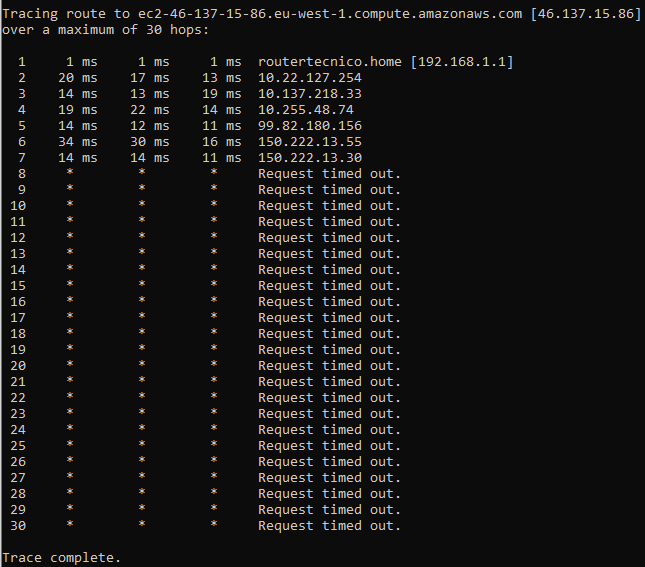 Tracing route to ec2-46-137-15-86.eu-west-1.compute.amazonaws.com [46.137.15.86]
over a maximum of 30 hops:
1 1 ms 1 ms 1 ms routertecnico.home [192.168.1.1]
2 20 ms 17 ms 13 ms 10.22.127.254
3 14 ms 13 ms 19 ms 10.137.218.33
4 19 ms 22 ms 14 ms 10.255.48.74
5 14 ms 12 ms 11 ms 99.82.180.156
6 34 ms 30 ms 16 ms 150.222.13.55
7 14 ms 14 ms 11 ms 150.222.13.30
8 * * * Request timed out.
9 * * * Request timed out.
10 * * * Request timed out.
11 * * * Request timed out.
12 * * * Request timed out.
13 * * * Request timed out.
14 * * * Request timed out.
15 * * * Request timed out.
16 * * * Request timed out.
17 * * * Request timed out.
18 * * * Request timed out.
19 * * * Request timed out.
20 * * * Request timed out.
21 * * * Request timed out.
22 * * * Request timed out.
23 * * * Request timed out.
24 * * * Request timed out.
25 * * * Request timed out.
26 * * * Request timed out.
27 * * * Request timed out.
28 * * * Request timed out.
29 * * * Request timed out.
30 * * * Request timed out.
Trace complete.